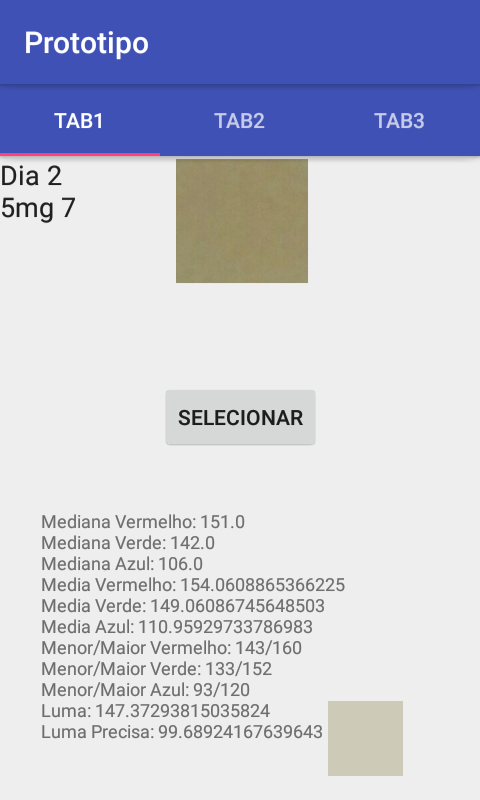 Prototipo
TAB1 TAB2 TAB3
Dia 2
5mg 7
SELECIONAR
Mediana Vermelho: 151.0
Mediana Verde: 142.0
Mediana Azul: 106.0
Media Vermelho: 154.0608865366225
Media Verde: 149.06086745648503
Media Azul: 110.95929733786983
Menor/Maior Vermelho: 143/160
Menor/Maior Verde: 133/152
Menor/Maior Azul: 93/120
Luma: 147.37293815035824
Luma Precisa: 99.68924167639643